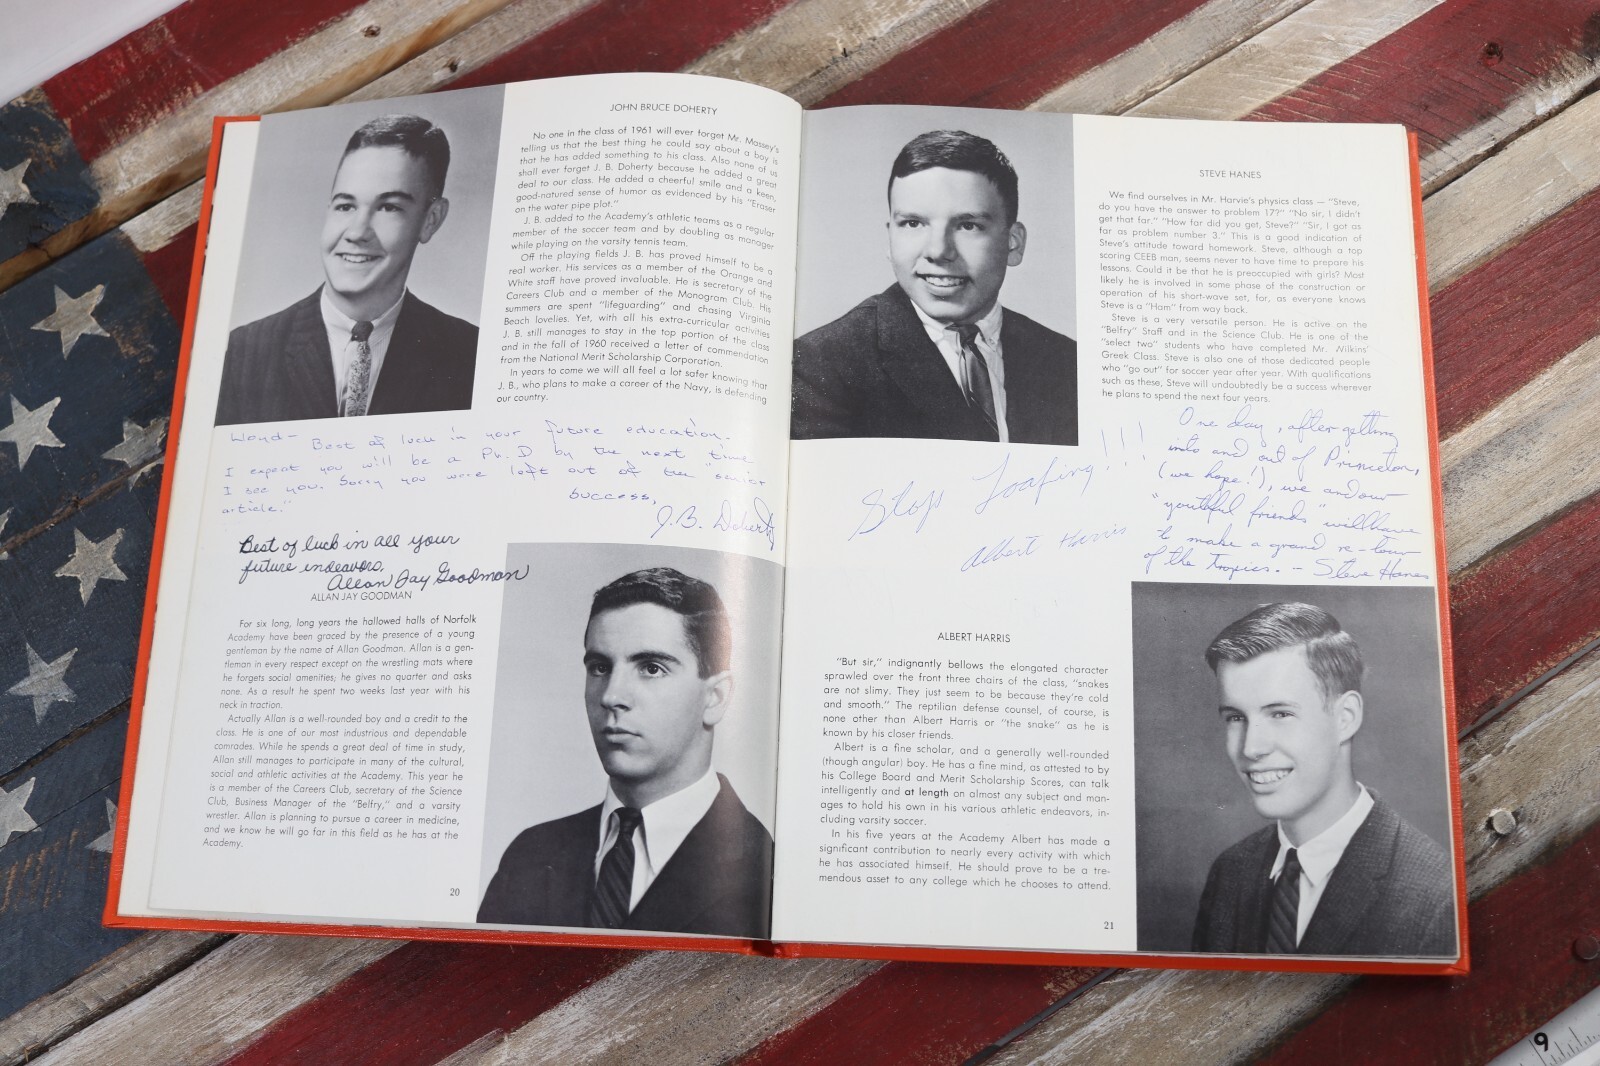 JOHN BRUCE DOHERTY
No one in the class of 1961 will ever forget Mr. Massey's
telling us that the best thing he could say about a boy is
that he has added something to his class. Also none of us
shall ever forget J. B. Doherty because he added a great
deal to our class. He added a cheerful smile and a keen,
good-natured sense of humor as evidenced by his "Eraser
on the water pipe plot."
J. B. added to the Academy's athletic teams as a regular
member of the soccer team and by doubling as manager
while playing on the varsity tennis team.
Off the playing fields J. B. has proved himself to be a
real worker. His services as a member of the Orange and
White staff have proved invaluable. He is secretary of the
Careers Club and a member of the Monogram Club. His
summers are spent "lifeguarding" and chasing Virginia
Beach lovelies. Yet, with all his extra-curricular activities
J. B. still manages to stay in the top portion of the class
and in the fall of 1960 received a letter of commendation
from the National Merit Scholarship Corporation.
In years to come we will all feel a lot safer knowing that
J. B., who plans to make a career of the Navy, is defending
our country.
Best of luck in your future education.
I expect you will be a Ph.D by the next time
I see you. Sorry you were left out of the "senior
article."
Success,
J.B. Doherty
Best of luck in all your
future endeavors,
Allan Jay Goodman
ALLAN JAY GOODMAN
For six long, long years the hallowed halls of Norfolk
Academy have been graced by the presence of a young
gentleman by the name of Allan Goodman. Allan is a gen-
tleman in every respect except on the wrestling mats where
he forgets social amenities; he gives no quarter and asks
none. As a result he spent two weeks last year with his
neck in traction.
Actually Allan is a well-rounded boy and a credit to the
class. He is one of our most industrious and dependable
comrades. While he spends a great deal of time in study,
Allan still manages to participate in many of the cultural,
social and athletic activities at the Academy. This year he
is a member of the Careers Club, secretary of the Science
Club, Business Manager of the "Belfry," and a varsity
wrestler. Allan is planning to pursue a career in medicine,
and we know he will go far in this field as he has at the
Academy.
20
STEVE HANES
We find ourselves in Mr. Harvie's physics class — "Steve,
do you have the answer to problem 17?" "No sir, I didn't
get that far." "How far did you get, Steve?" "Sir, I got as
far as problem number 3." This is a good indication of
Steve's attitude toward homework. Steve, although a top
scoring CEEB man, seems never to have time to prepare his
lessons. Could it be that he is preoccupied with girls? Most
likely he is involved in some phase of the construction or
operation of his short-wave set, for, as everyone knows
Steve is a "Ham" from way back.
Steve is a very versatile person. He is active on the
"Belfry" Staff and in the Science Club. He is one of the
"select two" students who have completed Mr. Wilkins'
Greek Class. Steve is also one of those dedicated people
who "go out" for soccer year after year. With qualifications
such as these, Steve will undoubtedly be a success wherever
he plans to spend the next four years.
One day, after getting
into and out of Princeton,
(we hope!), we and our
"youthful friends" will have
to make a grand re-tour
of the tropics. — Steve Hanes
Stop Loafing!!!
Albert Harris
ALBERT HARRIS
"But sir," indignantly bellows the elongated character
sprawled over the front three chairs of the class, "snakes
are not slimy. They just seem to be because they're cold
and smooth." The reptilian defense counsel, of course, is
none other than Albert Harris or "the snake" as he is
known by his closer friends.
Albert is a fine scholar, and a generally well-rounded
(though angular) boy. He has a fine mind, as attested to by
his College Board and Merit Scholarship Scores, can talk
intelligently and at length on almost any subject and man-
ages to hold his own in his various athletic endeavors, in-
cluding varsity soccer.
In his five years at the Academy Albert has made a
significant contribution to nearly every activity with which
he has associated himself. He should prove to be a tre-
mendous asset to any college which he chooses to attend.
21
9